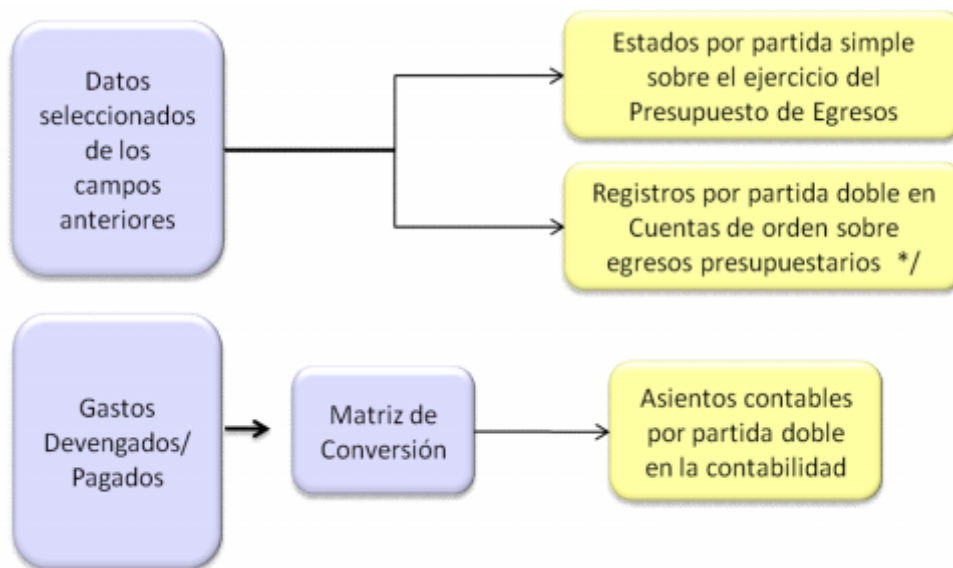 Datos
seleccionados
de los
campos
anteriores
Estados por partida simple
sobre el ejercicio del
Presupuesto de Egresos
Registros por partida doble en
Cuentas de orden sobre
egresos presupuestarios */
Gastos
Devengados/
Pagados
Matriz de
Conversión
Asientos contables
por partida doble
en la contabilidad